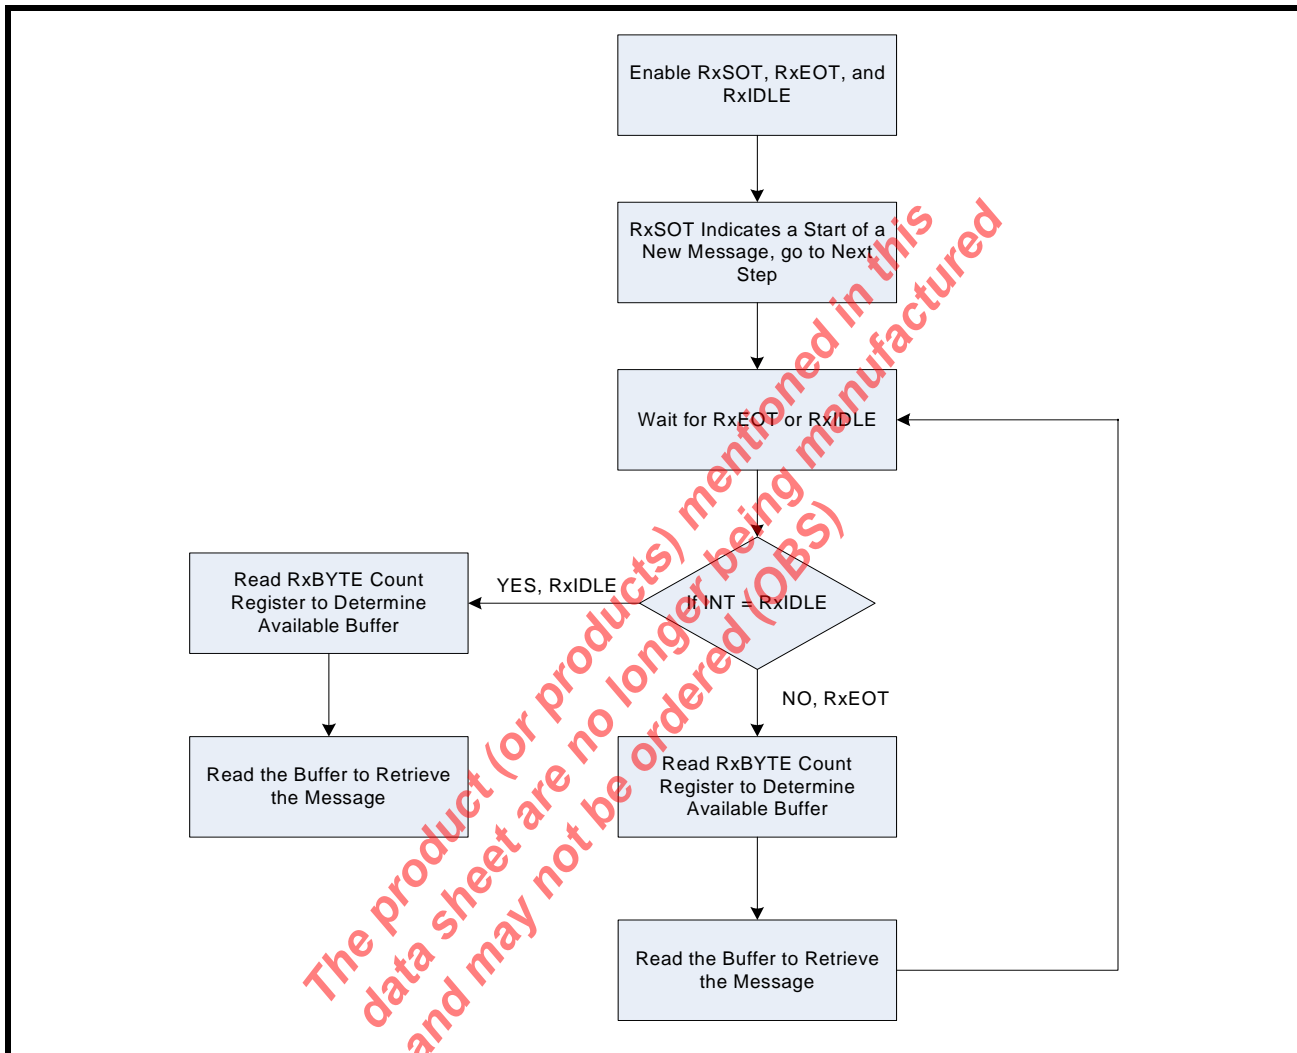 Enable RxSOT, RxEOT, and
RxIDLE
RxSOT Indicates a Start of a
New Message, go to Next
Step
Wait for RxEOT or RxIDLE
If INT = RxIDLE
YES, RxIDLE
Read RxBYTE Count
Register to Determine
Available Buffer
Read the Buffer to Retrieve
the Message
NO, RxEOT
Read RxBYTE Count
Register to Determine
Available Buffer
Read the Buffer to Retrieve
the Message
The product (or products) mentioned in this
data sheet are no longer being manufactured
and may not be ordered (OBS)